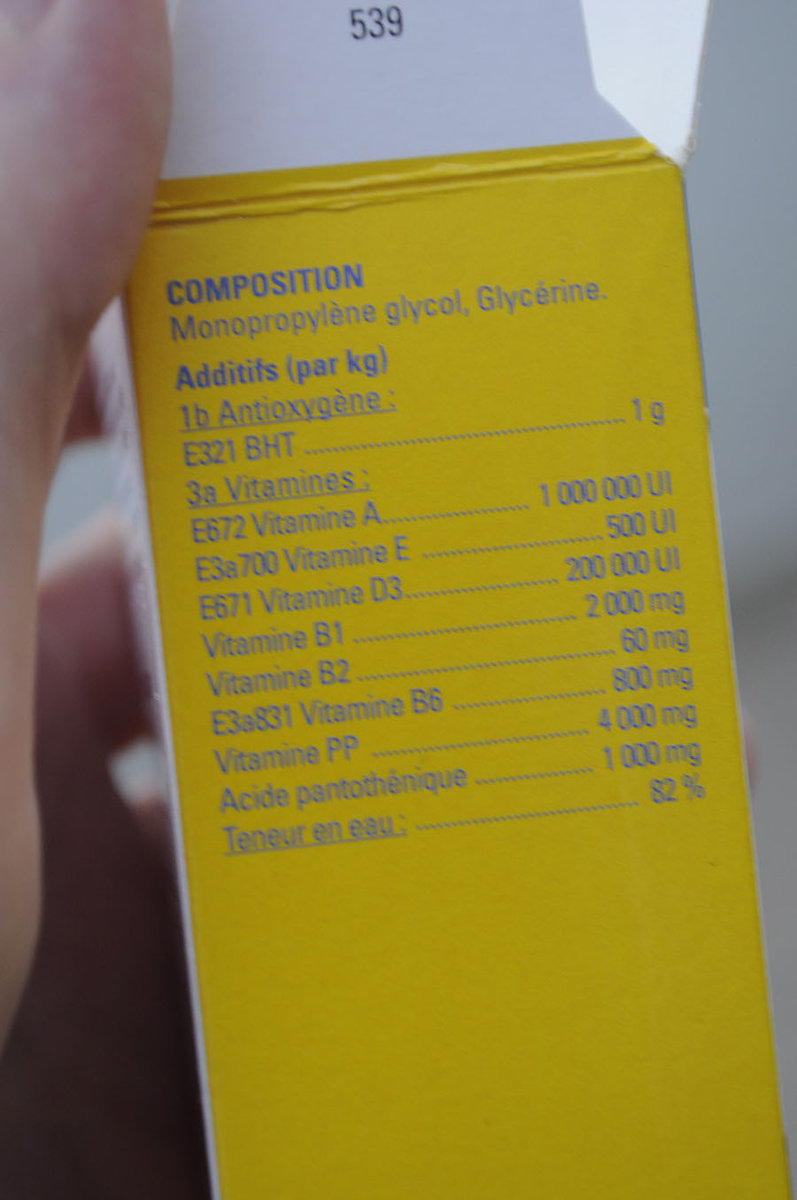 539
COMPOSITION
Monopropylène glycol, Glycérine.
Additifs (par kg)
1b Antioxygène :
E321 BHT ........ 1 g
3a Vitamines :
E672 Vitamine A ........ 1 000 000 UI
E3a700 Vitamine E ........ 500 UI
E671 Vitamine D3 ........ 200 000 UI
Vitamine B1 ........ 2 000 mg
Vitamine B2 ........ 60 mg
E3a831 Vitamine B6 ........ 800 mg
Vitamine PP ........ 4 000 mg
Acide pantothénique ........ 1 000 mg
Teneur en eau : ........ 82 %